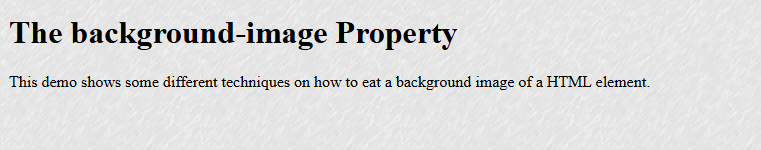 The background-image Property
This demo shows some different techniques on how to eat a background image of a HTML element.